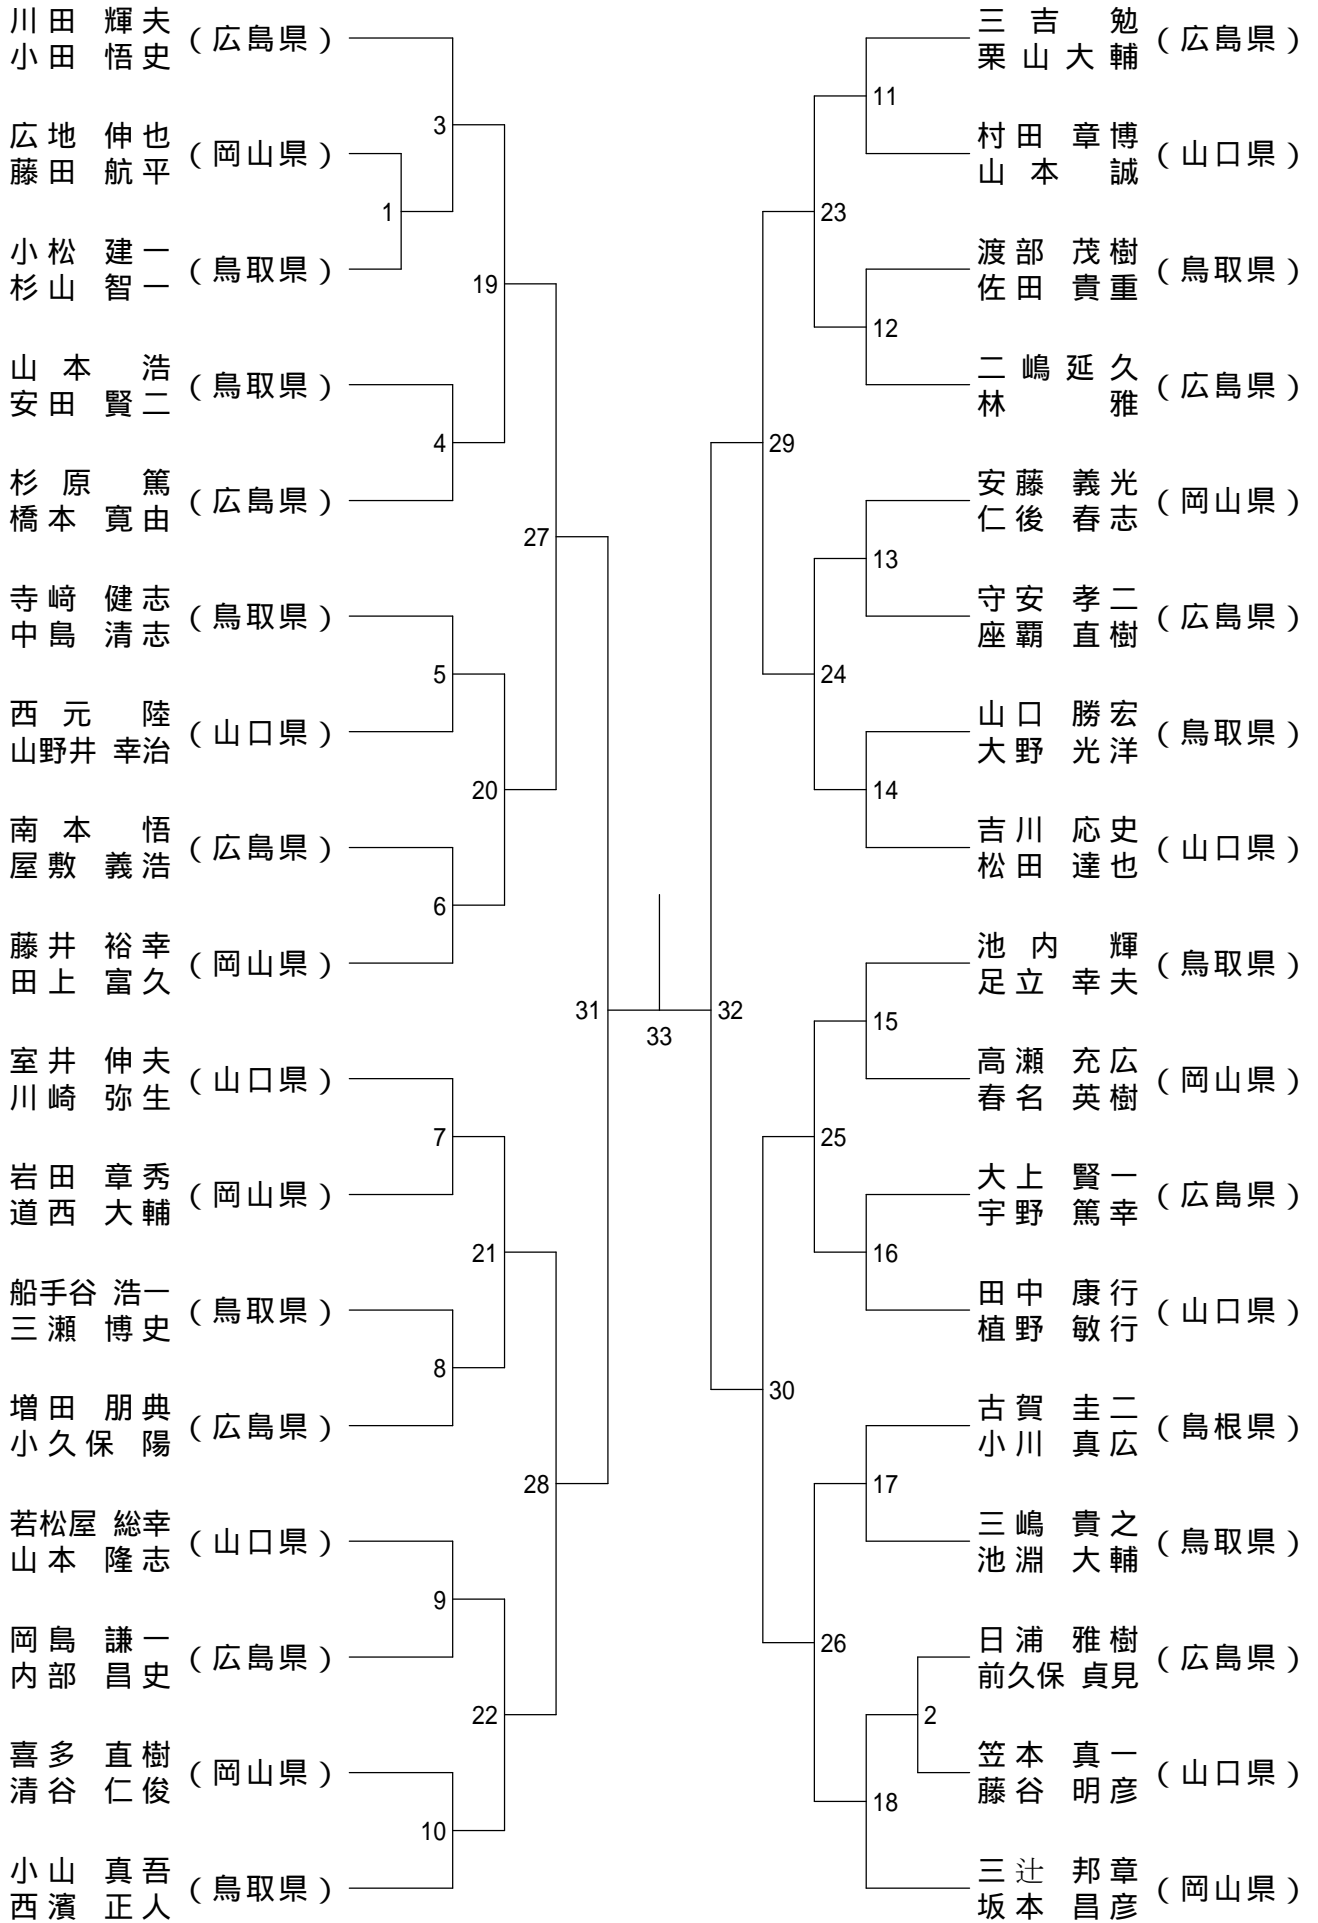 川田 輝夫
小田 悟史
(広島県)
広地 伸也
藤田 航平
(岡山県)
小松 建一
杉山 智一
(鳥取県)
山本 浩
安田 賢二
(鳥取県)
杉原 篤
橋本 寛由
(広島県)
寺﨑 健志
中島 清志
(鳥取県)
西元 陸
山野井 幸治
(山口県)
南本 悟
屋敷 義浩
(広島県)
藤井 裕幸
田上 富久
(岡山県)
室井 伸夫
川崎 弥生
(山口県)
岩田 章秀
道西 大輔
(岡山県)
船手谷 浩一
三瀬 博史
(鳥取県)
増田 朋典
小久保 陽
(広島県)
若松屋 総幸
山本 隆志
(山口県)
岡島 謙一
内部 昌史
(広島県)
喜多 直樹
清谷 仁俊
(岡山県)
小山 真吾
西濱 正人
(鳥取県)
1
3
4
5
6
7
8
9
10
19
20
21
22
27
28
31
33
32
29
30
23
24
25
26
11
12
13
14
15
16
17
2
18
三吉 勉
栗山大輔
(広島県)
村田 章博
山本 誠
(山口県)
渡部 茂樹
佐田 貴重
(鳥取県)
二嶋延久
林 雅
(広島県)
安藤 義光
仁後 春志
(岡山県)
守安 孝二
座覇 直樹
(広島県)
山口 勝宏
大野 光洋
(鳥取県)
吉川 応史
松田 達也
(山口県)
池内 輝
足立 幸夫
(鳥取県)
高瀬 充広
春名 英樹
(岡山県)
大上 賢一
宇野 篤幸
(広島県)
田中 康行
植野 敏行
(山口県)
古賀 圭二
小川 真広
(島根県)
三嶋 貴之
池淵 大輔
(鳥取県)
日浦 雅樹
前久保 貞見
(広島県)
笠本 真一
藤谷 明彦
(山口県)
三辻 邦章
坂本 昌彦
(岡山県)